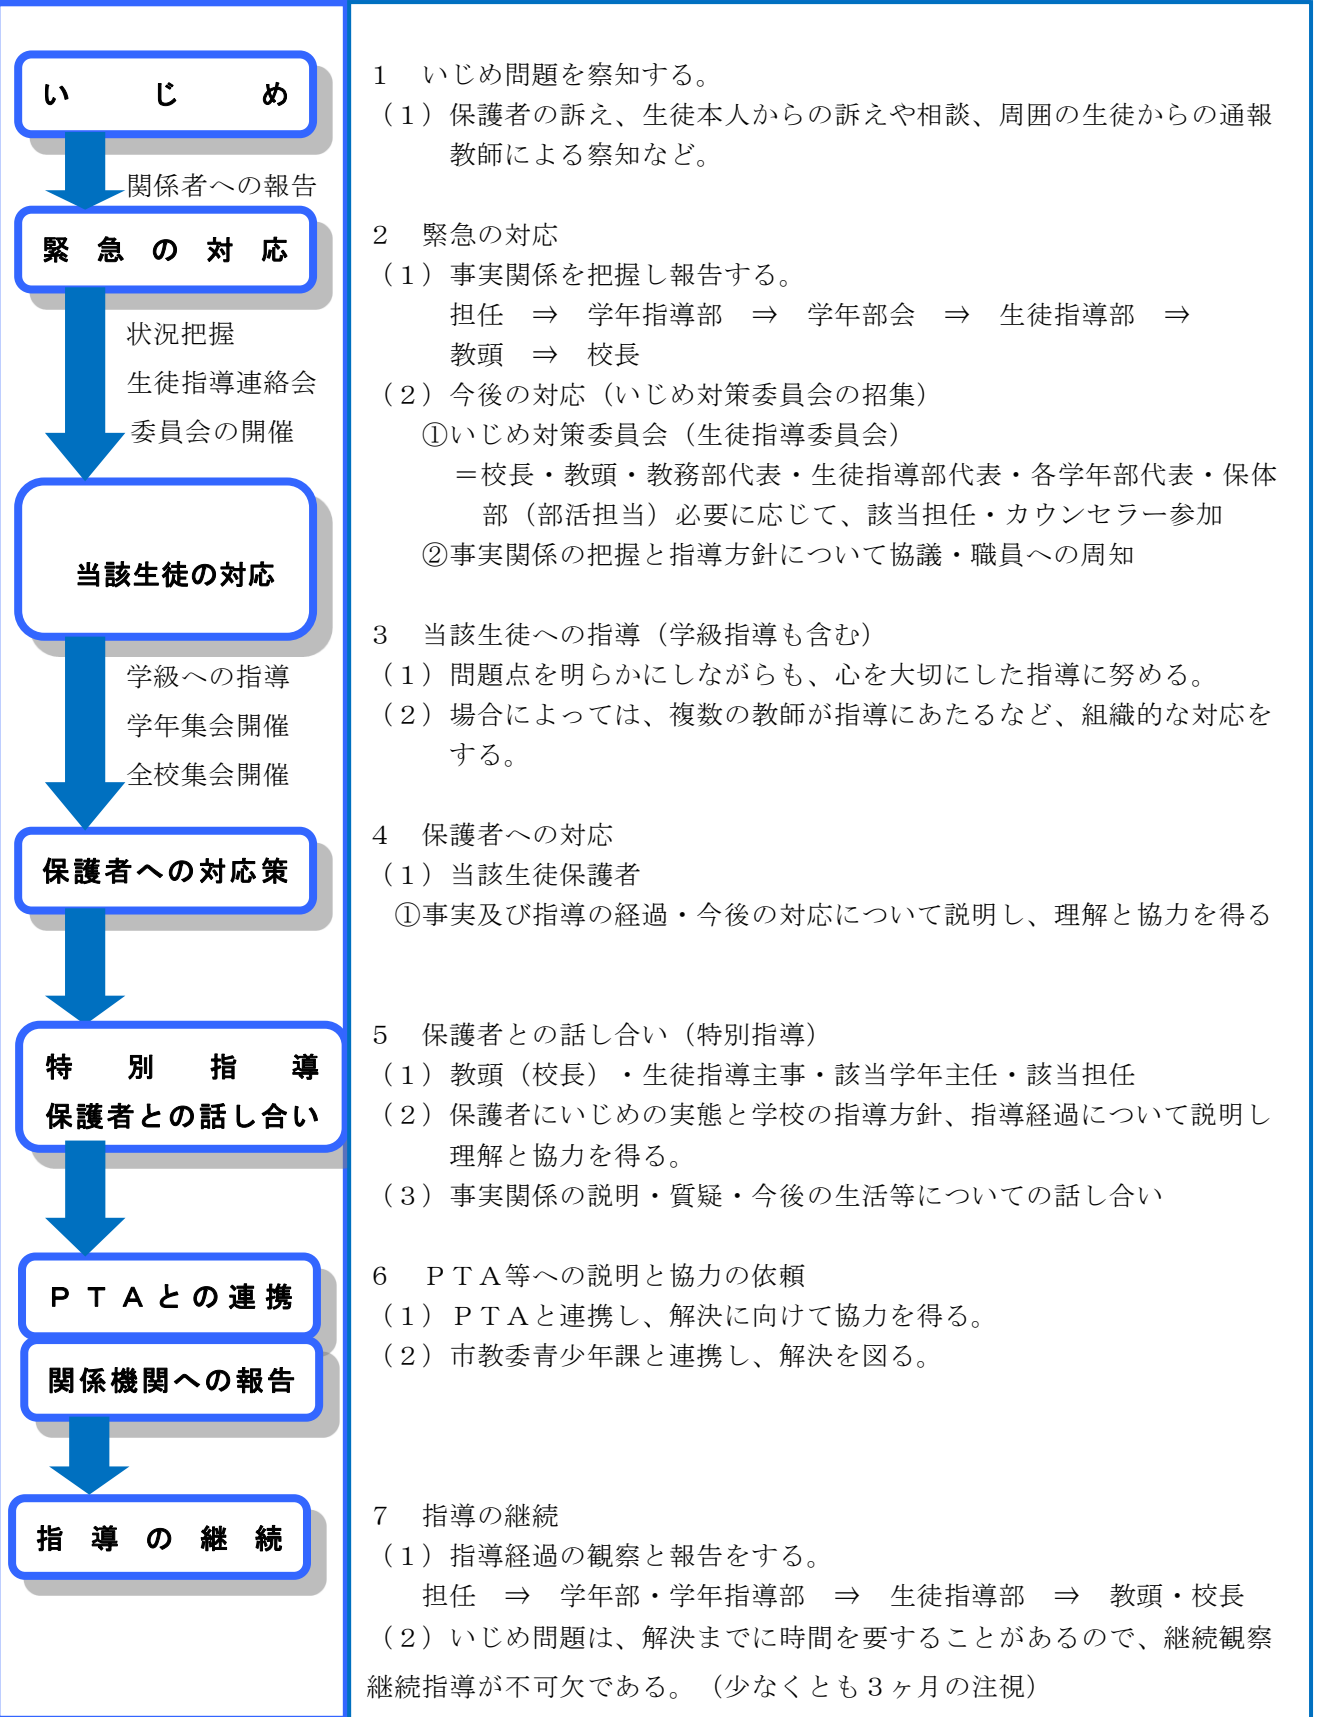 いじめ
関係者への報告
緊急の対応
状況把握
生徒指導連絡会
委員会の開催
当該生徒の対応
学級への指導
学年集会開催
全校集会開催
保護者への対応策
特別指導
保護者との話し合い
ＰＴＡとの連携
関係機関への報告
指導の継続
１　いじめ問題を察知する。
（１）保護者の訴え、生徒本人からの訴えや相談、周囲の生徒からの通報
教師による察知など。
２　緊急の対応
（１）事実関係を把握し報告する。
担任　⇒　学年指導部　⇒　学年部会　⇒　生徒指導部　⇒
教頭　⇒　校長
（２）今後の対応（いじめ対策委員会の招集）
①いじめ対策委員会（生徒指導委員会）
＝校長・教頭・教務部代表・生徒指導部代表・各学年部代表・保体
部（部活担当）必要に応じて、該当担任・カウンセラー参加
②事実関係の把握と指導方針について協議・職員への周知
３　当該生徒への指導（学級指導も含む）
（１）問題点を明らかにしながらも、心を大切にした指導に努める。
（２）場合によっては、複数の教師が指導にあたるなど、組織的な対応を
する。
４　保護者への対応
（１）当該生徒保護者
①事実及び指導の経過・今後の対応について説明し、理解と協力を得る
５　保護者との話し合い（特別指導）
（１）教頭（校長）・生徒指導主事・該当学年主任・該当担任
（２）保護者にいじめの実態と学校の指導方針、指導経過について説明し
理解と協力を得る。
（３）事実関係の説明・質疑・今後の生活等についての話し合い
６　ＰＴＡ等への説明と協力の依頼
（１）ＰＴＡと連携し、解決に向けて協力を得る。
（２）市教委青少年課と連携し、解決を図る。
７　指導の継続
（１）指導経過の観察と報告をする。
担任　⇒　学年部・学年指導部　⇒　生徒指導部　⇒　教頭・校長
（２）いじめ問題は、解決までに時間を要することがあるので、継続観察
継続指導が不可欠である。（少なくとも３ヶ月の注視）